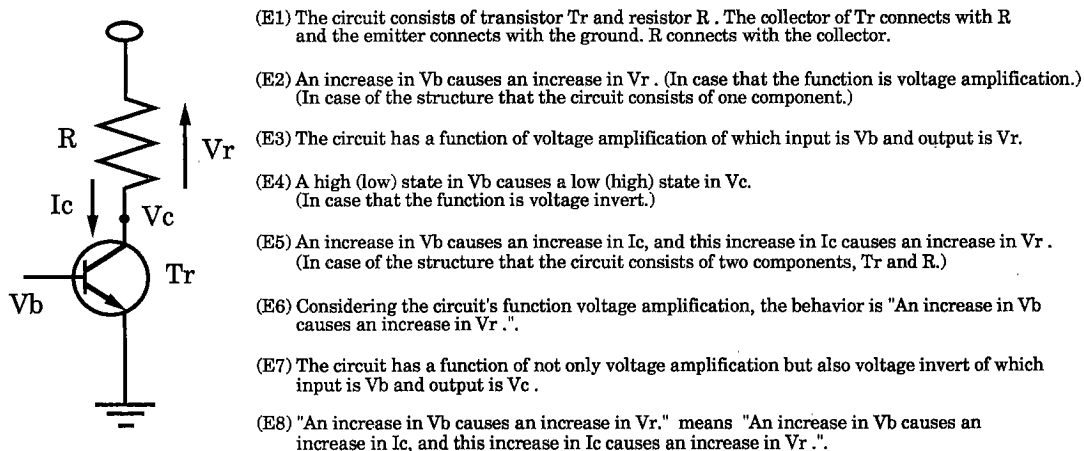 (E1) The circuit consists of transistor Tr and resistor R . The collector of Tr connects with R
and the emitter connects with the ground. R connects with the collector.
(E2) An increase in Vb causes an increase in Vr . (In case that the function is voltage amplification.)
(In case of the structure that the circuit consists of one component.)
(E3) The circuit has a function of voltage amplification of which input is Vb and output is Vr.
(E4) A high (low) state in Vb causes a low (high) state in Vc.
(In case that the function is voltage invert.)
(E5) An increase in Vb causes an increase in Ic, and this increase in Ic causes an increase in Vr .
(In case of the structure that the circuit consists of two components, Tr and R.)
(E6) Considering the circuit's function voltage amplification, the behavior is "An increase in Vb
causes an increase in Vr .".
(E7) The circuit has a function of not only voltage amplification but also voltage invert of which
input is Vb and output is Vc .
(E8) "An increase in Vb causes an increase in Vr." means "An increase in Vb causes an
increase in Ic, and this increase in Ic causes an increase in Vr .".
R
Vr
Ic
Vc
Tr
Vb